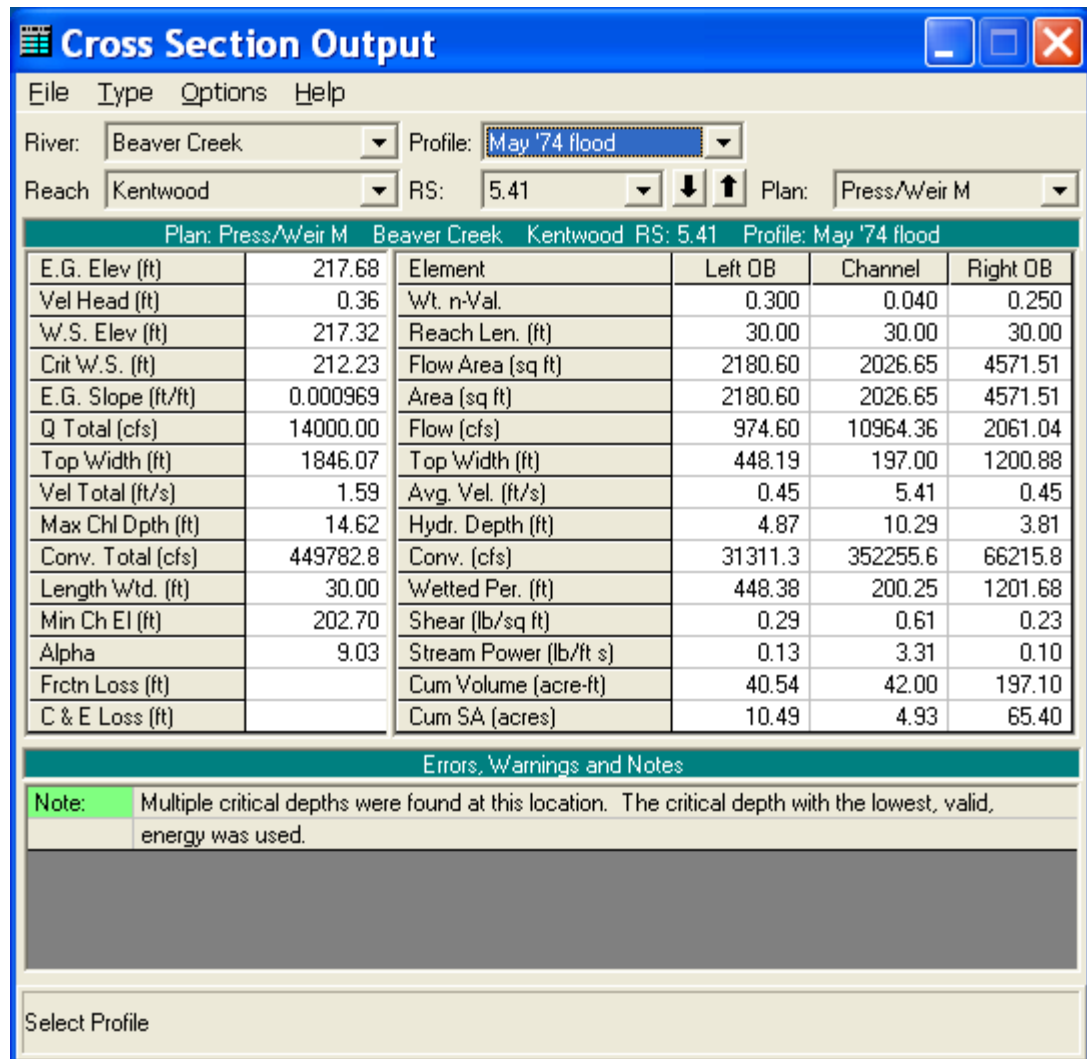 Cross Section Output
File Type Options Help
River: Beaver Creek Profile: May '74 flood
Reach Kentwood RS: 5.41 Plan: Press/Weir M
Plan: Press/Weir M Beaver Creek Kentwood RS: 5.41 Profile: May '74 flood
E.G. Elev (ft) 217.68 Element Left OB Channel Right OB
Vel Head (ft) 0.36 Wt. n-Val. 0.300 0.040 0.250
W.S. Elev (ft) 217.32 Reach Len. (ft) 30.00 30.00 30.00
Crit W.S. (ft) 212.23 Flow Area (sq ft) 2180.60 2026.65 4571.51
E.G. Slope (ft/ft) 0.000969 Area (sq ft) 2180.60 2026.65 4571.51
Q Total (cfs) 14000.00 Flow (cfs) 974.60 10964.36 2061.04
Top Width (ft) 1846.07 Top Width (ft) 448.19 197.00 1200.88
Vel Total (ft/s) 1.59 Avg. Vel. (ft/s) 0.45 5.41 0.45
Max Chl Dpth (ft) 14.62 Hydr. Depth (ft) 4.87 10.29 3.81
Conv. Total (cfs) 449782.8 Conv. (cfs) 31311.3 352255.6 66215.8
Length Wtd. (ft) 30.00 Wetted Per. (ft) 448.38 200.25 1201.68
Min Ch El (ft) 202.70 Shear (lb/sq ft) 0.29 0.61 0.23
Alpha 9.03 Stream Power (lb/ft s) 0.13 3.31 0.10
Frctn Loss (ft) Cum Volume (acre-ft) 40.54 42.00 197.10
C & E Loss (ft) Cum SA (acres) 10.49 4.93 65.40
Errors, Warnings and Notes
Note: Multiple critical depths were found at this location. The critical depth with the lowest, valid,
energy was used.
Select Profile